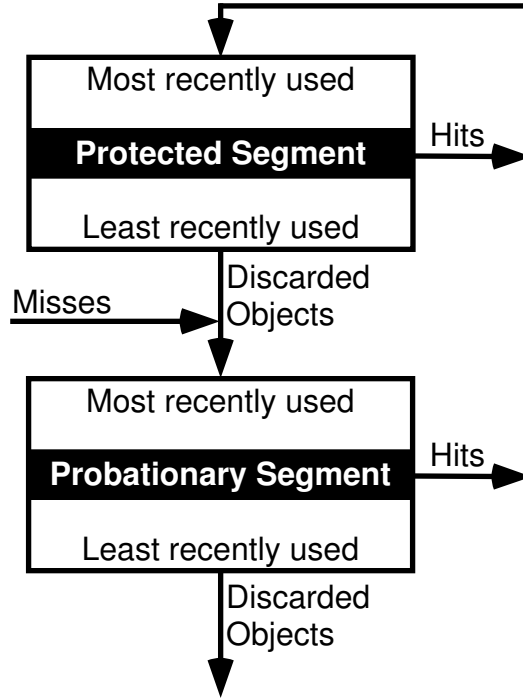 Most recently used
Protected Segment
Hits
Least recently used
Discarded
Objects
Misses
Most recently used
Probationary Segment
Hits
Least recently used
Discarded
Objects